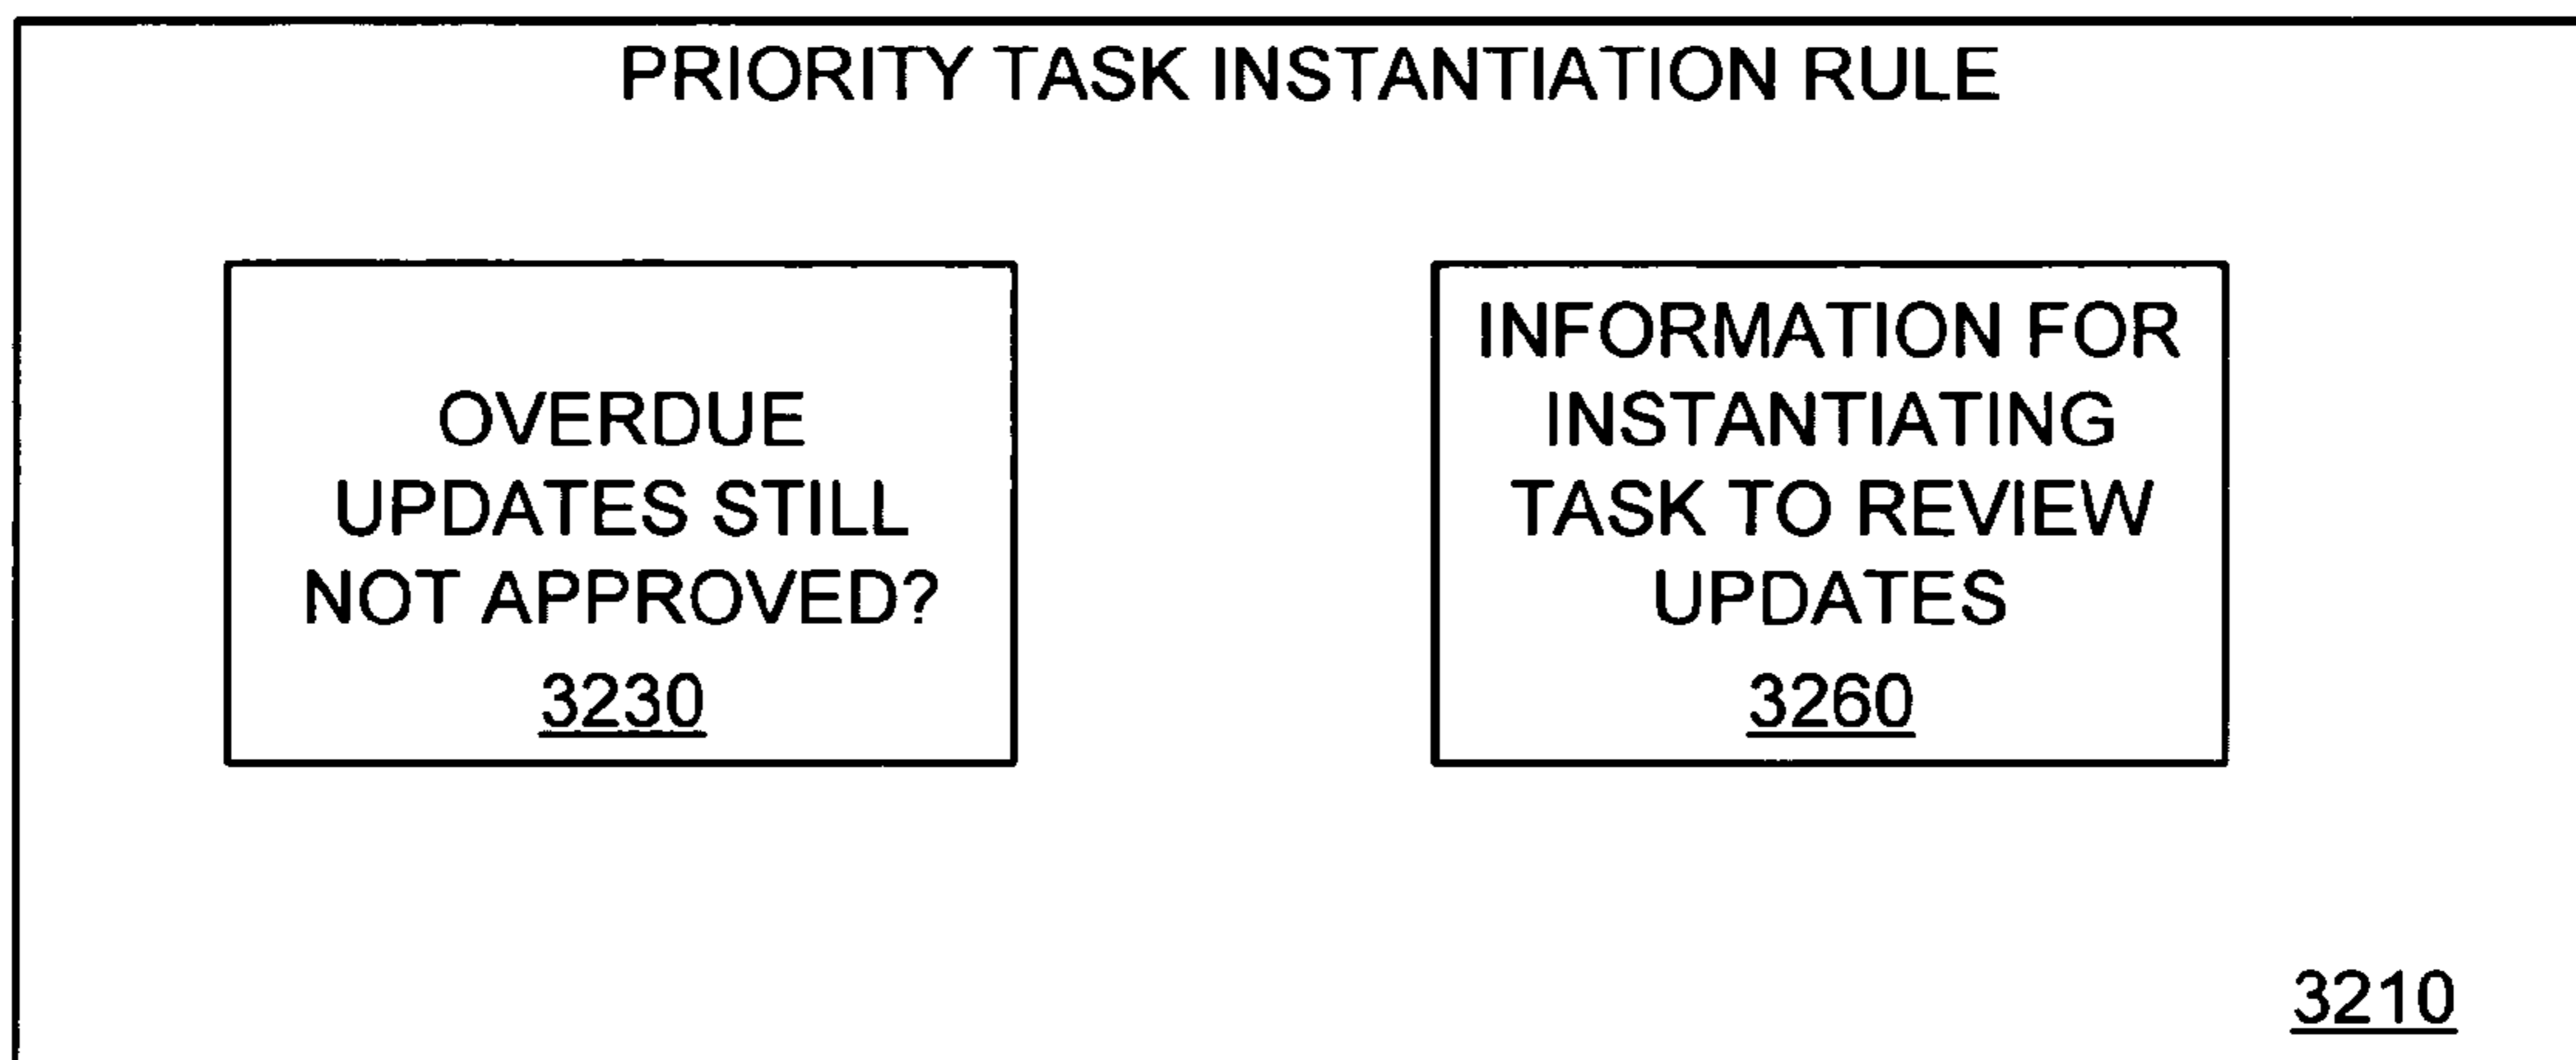 PRIORITY TASK INSTANTIATION RULE
OVERDUE
UPDATES STILL
NOT APPROVED?
3230
INFORMATION FOR
INSTANTIATING
TASK TO REVIEW
UPDATES
3260
3210